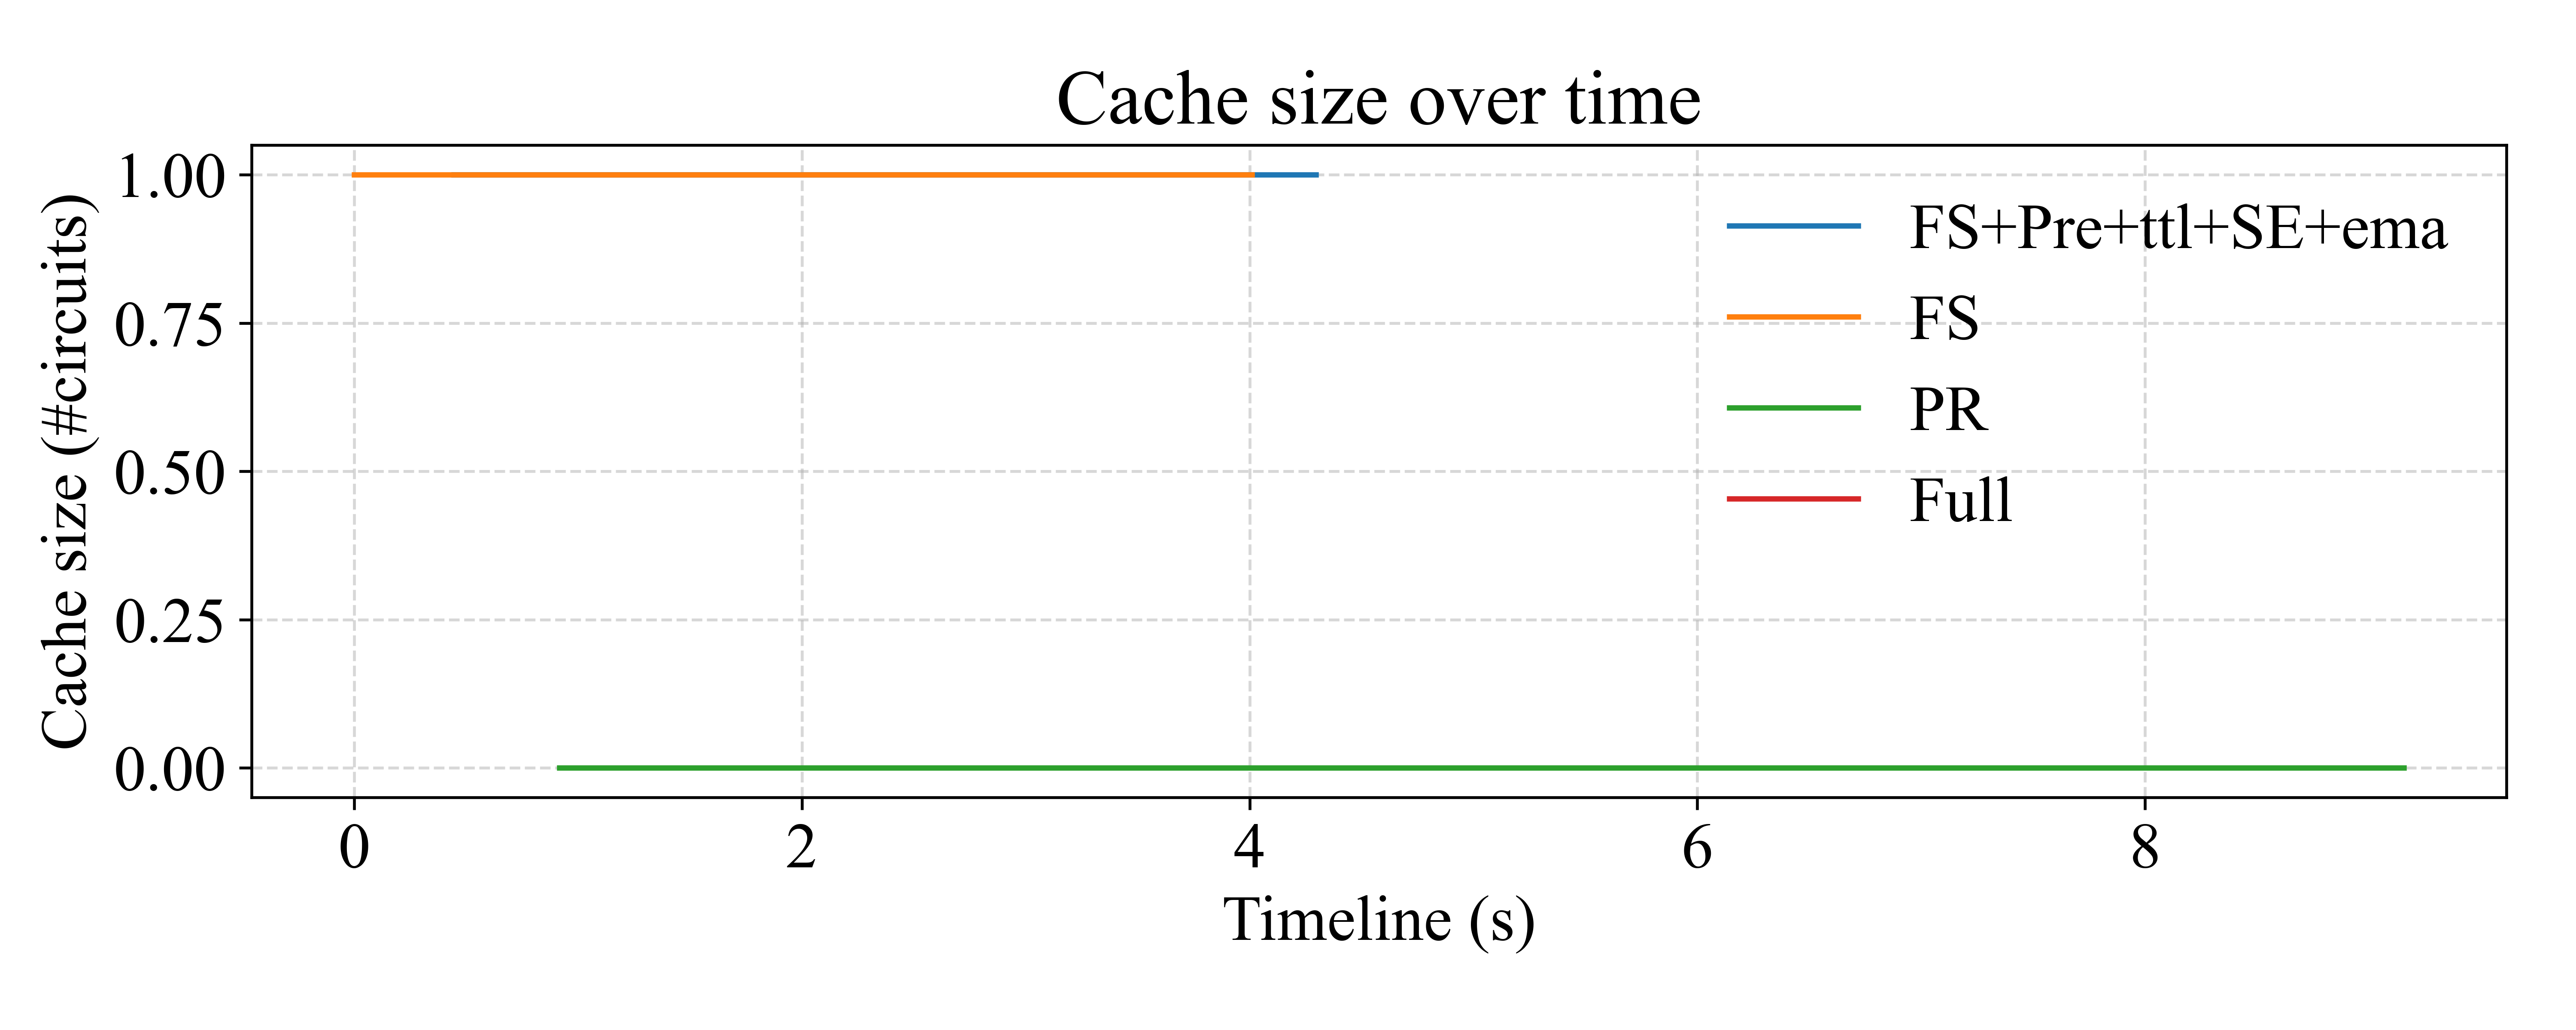 Cache size over time
Cache size (#circuits)
1.00
0.75
0.50
0.25
0.00
FS+Pre+ttl+SE+ema
FS
PR
Full
0 2 4 6 8
Timeline (s)